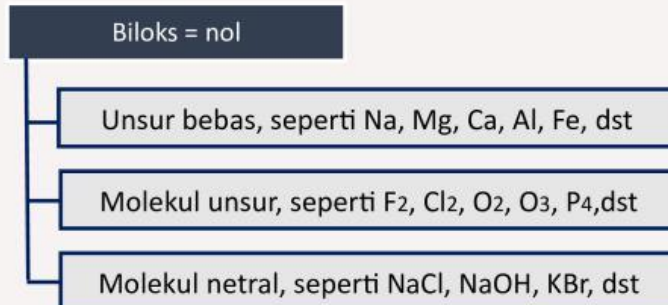 Biloks = nol
Unsur bebas, seperti Na, Mg, Ca, Al, Fe, dst
Molekul unsur, seperti F2, Cl2, O2, O3, P4,dst
Molekul netral, seperti NaCl, NaOH, KBr, dst